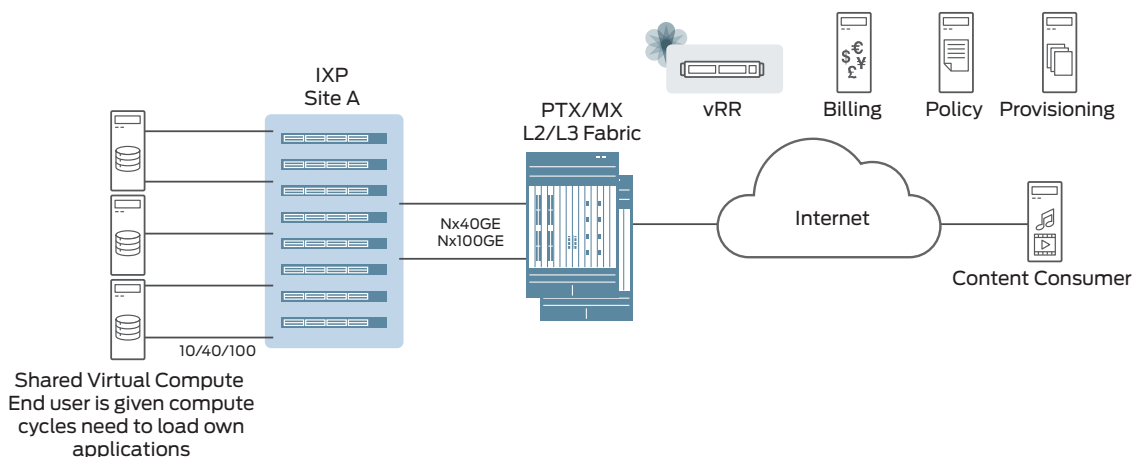 IXP
Site A
PTX/MX
L2/L3 Fabric
vRR
$ € ¥ £
Billing
Policy
Provisioning
Nx40GE
Nx100GE
Internet
Content Consumer
10/40/100
Shared Virtual Compute
End user is given compute
cycles need to load own
applications